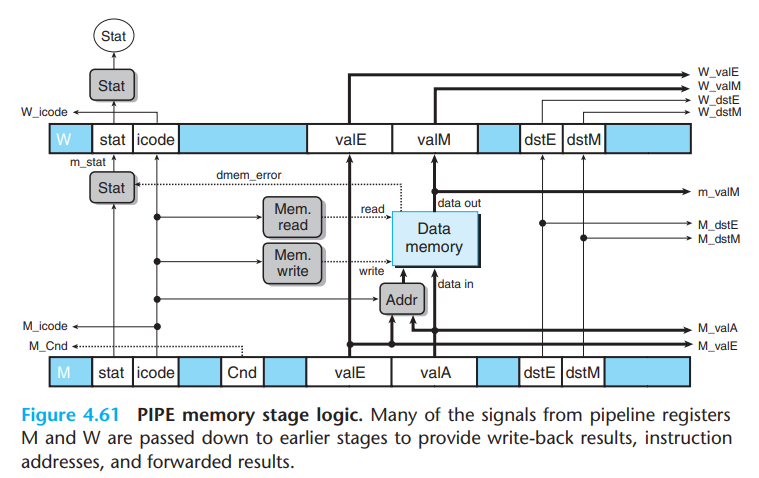 Stat
Stat
W_valE
W_valM
W_dstE
W_dstM
W_icode
W stat icode valE valM dstE dstM
m_stat
dmem_error
Stat
data out
m_valM
Mem.
read
read
Data
memory
M_dstE
M_dstM
Mem.
write
write
data in
Addr
M_icode
M_valA
M_Cnd
M_valE
M stat icode Cnd valE valA dstE dstM
Figure 4.61 PIPE memory stage logic. Many of the signals from pipeline registers
M and W are passed down to earlier stages to provide write-back results, instruction
addresses, and forwarded results.